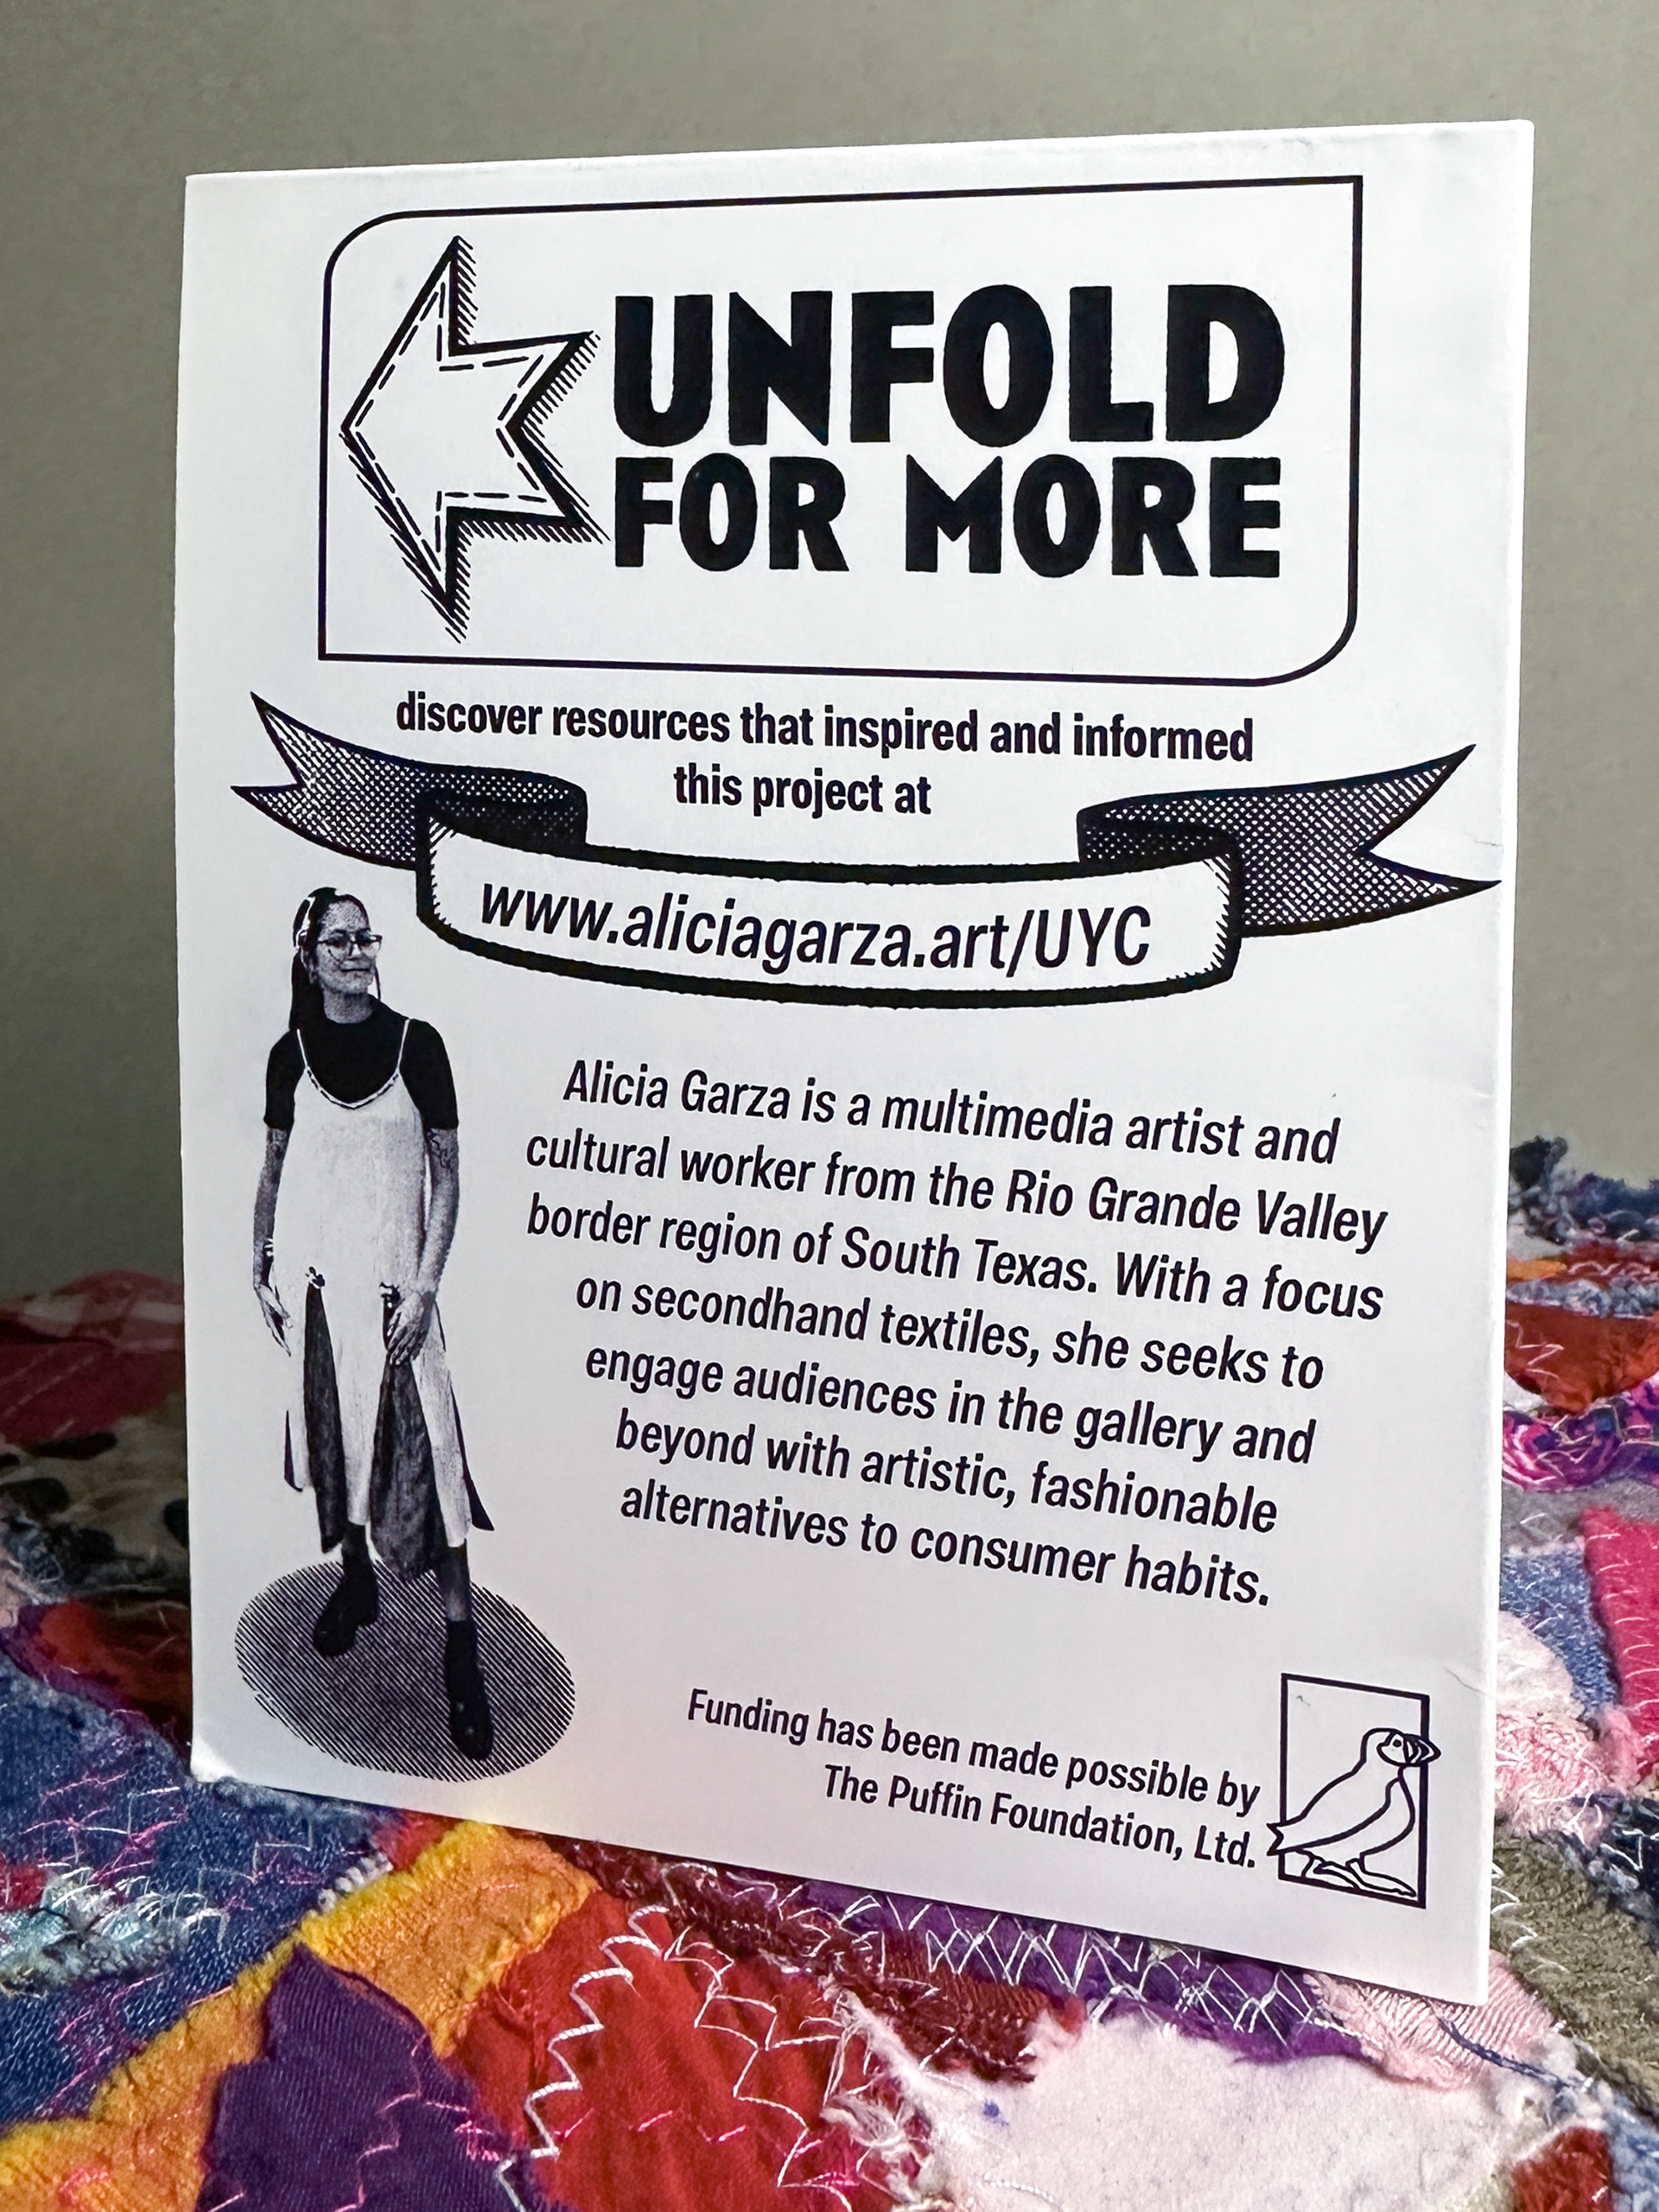 UNFOLD
FOR MORE
discover resources that inspired and informed
this project at
www.aliciagarza.art/UYC
Alicia Garza is a multimedia artist and
cultural worker from the Rio Grande Valley
border region of South Texas. With a focus
on secondhand textiles, she seeks to
engage audiences in the gallery and
beyond with artistic, fashionable
alternatives to consumer habits.
Funding has been made possible by
The Puffin Foundation, Ltd.